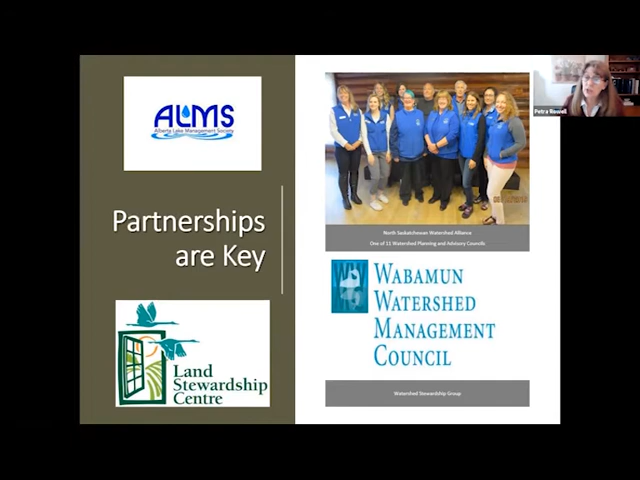 ALMS
Alberta Lake Management Society
Partnerships
are Key
Land
Stewardship
Centre
North Saskatchewan Watershed Alliance
One of 11 Watershed Planning and Advisory Councils
WABAMUN
WATERSHED
MANAGEMENT
COUNCIL
Watershed Stewardship Group
Petra Rowell